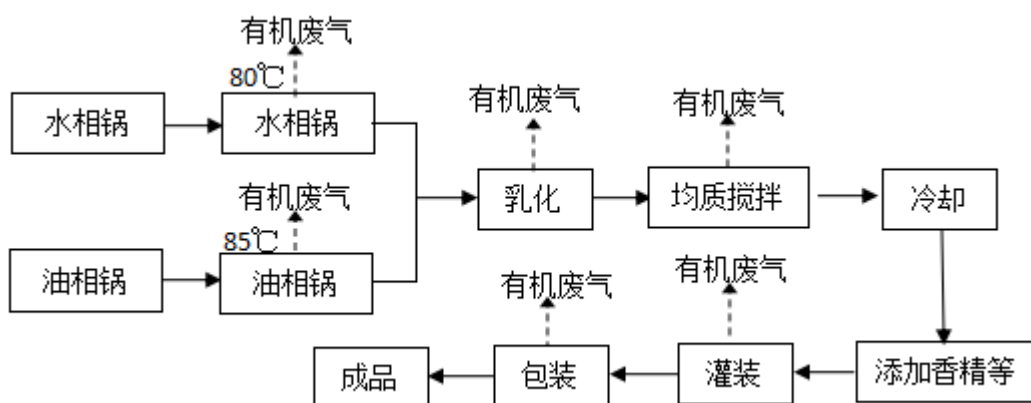 有机废气
80℃
水相锅
水相锅
有机废气
有机废气
乳化
均质搅拌
冷却
有机废气
85℃
油相锅
油相锅
有机废气
有机废气
成品
包装
灌装
添加香精等